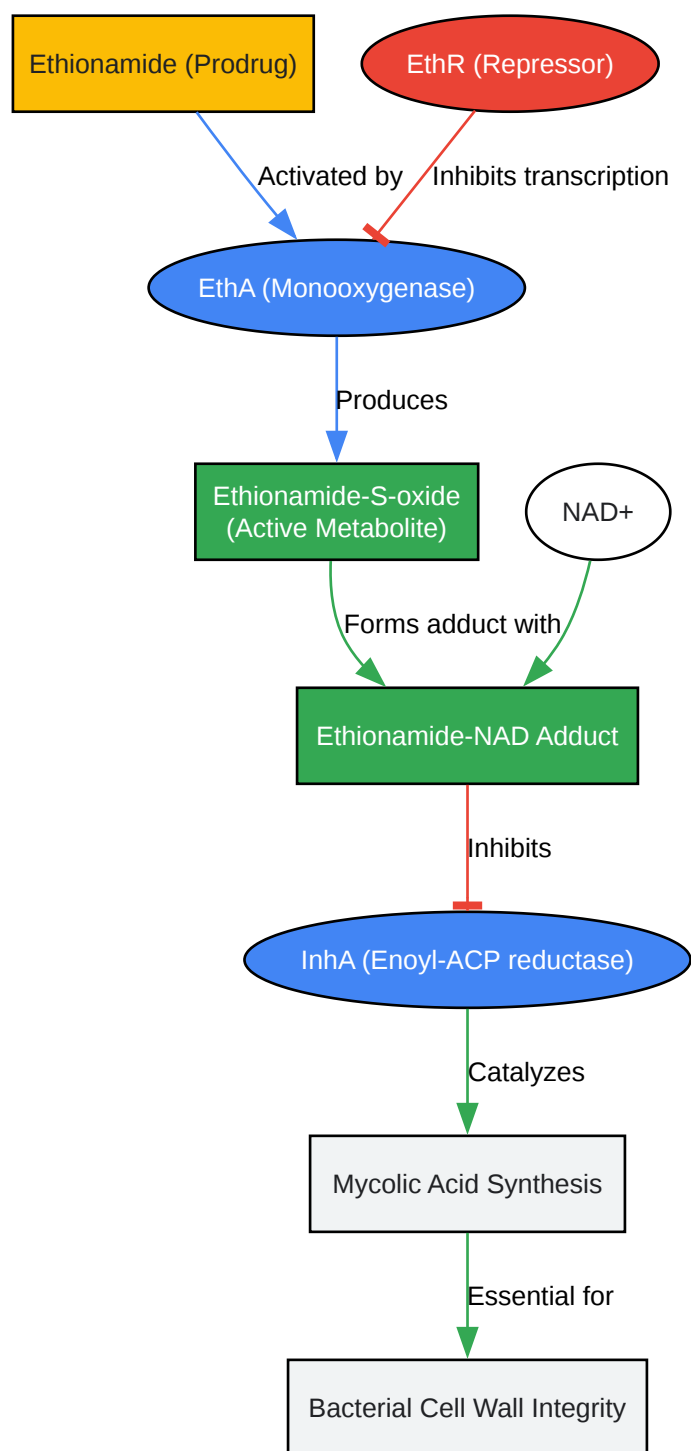 Ethionamide (Prodrug)
EthR (Repressor)
Activated by
Inhibits transcription
EthA (Monooxygenase)
Produces
Ethionamide-S-oxide
(Active Metabolite)
NAD+
Forms adduct with
Ethionamide-NAD Adduct
Inhibits
InhA (Enoyl-ACP reductase)
Catalyzes
Mycolic Acid Synthesis
Essential for
Bacterial Cell Wall Integrity